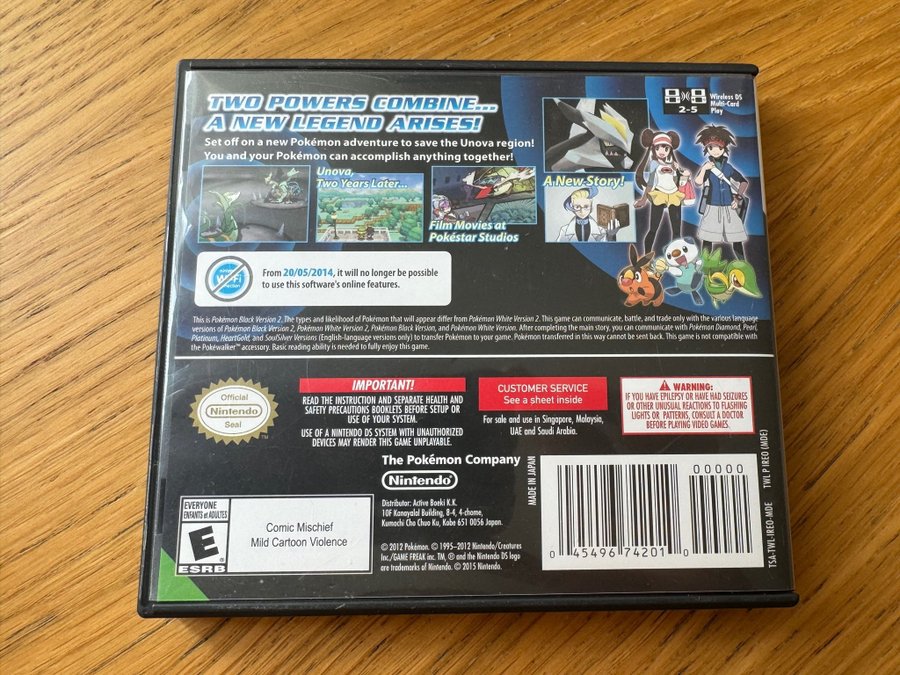 TWO POWERS COMBINE...
A NEW LEGEND ARISES!
Set off on a new Pokémon adventure to save the Unova region!
You and your Pokémon can accomplish anything together!
2-5
Wireless DS
Multi-Card
Play
Unova,
Two Years Later...
Film Movies at
Pokéstar Studios
A New Story!
From 20/05/2014, it will no longer be possible
to use this software's online features.
This is Pokémon Black Version 2. The types and likelihood of Pokémon that will appear differ from Pokémon White Version 2. This game can communicate, battle, and trade only with the various language
versions of Pokémon Black Version 2, Pokémon White Version 2, Pokémon Black Version, and Pokémon White Version. After completing the main story, you can communicate with Pokémon Diamond, Pearl,
Platinum, HeartGold, and SoulSilver Versions (English-language versions only) to transfer Pokémon to your game. Pokémon transferred in this way cannot be sent back. This game is not compatible with
the Pokéwalker™ accessory. Basic reading ability is needed to fully enjoy this game.
Official
Nintendo
Seal
™
IMPORTANT!
READ THE INSTRUCTION AND SEPARATE HEALTH AND
SAFETY PRECAUTIONS BOOKLETS BEFORE SETUP OR
USE OF YOUR SYSTEM.
USE OF A NINTENDO DS SYSTEM WITH UNAUTHORIZED
DEVICES MAY RENDER THIS GAME UNPLAYABLE.
CUSTOMER SERVICE
See a sheet inside
For sale and use in Singapore, Malaysia,
UAE and Saudi Arabia.
WARNING:
IF YOU HAVE EPILEPSY OR HAVE HAD SEIZURES
OR OTHER UNUSUAL REACTIONS TO FLASHING
LIGHTS OR PATTERNS, CONSULT A DOCTOR
BEFORE PLAYING VIDEO GAMES.
The Pokémon Company
Nintendo
Distributor: Active Boeki K.K.
10F Kanayalal Building, 8-4, 4-chome,
Kumochi Cho Chuo Ku, Kobe 651 0056 Japan.
© 2012 Pokémon. © 1995–2012 Nintendo/Creatures
Inc./GAME FREAK inc. TM, ® and the Nintendo DS logo
are trademarks of Nintendo. © 2015 Nintendo.
EVERYONE
ENFANTS et ADULTES
E
ESRB
Comic Mischief
Mild Cartoon Violence
MADE IN JAPAN
00000
0 45496 74201 0
TSA-TWL-IREO-MDE
TWL P IREO (MDE)